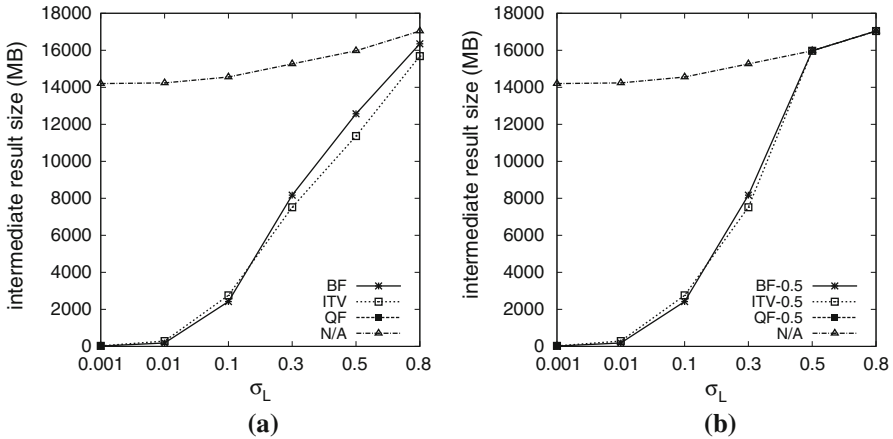 intermediate result size (MB)
18000
16000
14000
12000
10000
8000
6000
4000
2000
0
BF
ITV
QF
N/A
0.001 0.01 0.1 0.3 0.5 0.8
σL
(a)
intermediate result size (MB)
18000
16000
14000
12000
10000
8000
6000
4000
2000
0
BF-0.5
ITV-0.5
QF-0.5
N/A
0.001 0.01 0.1 0.3 0.5 0.8
σL
(b)